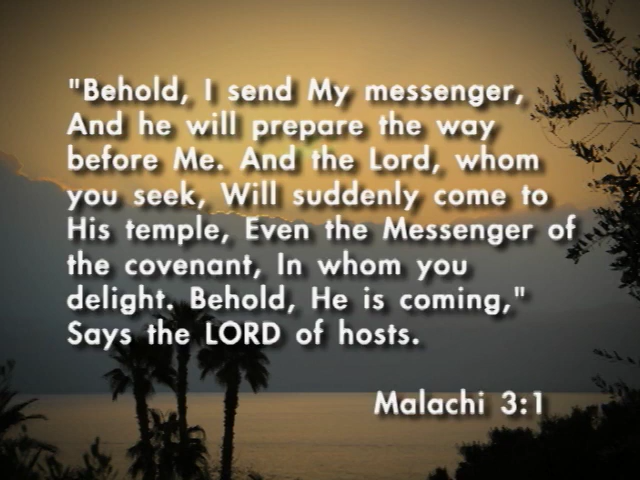 "Behold, I send My messenger,
And he will prepare the way
before Me. And the Lord, whom
you seek, Will suddenly come to
His temple, Even the Messenger of
the covenant, In whom you
delight. Behold, He is coming,"
Says the LORD of hosts.
Malachi 3:1